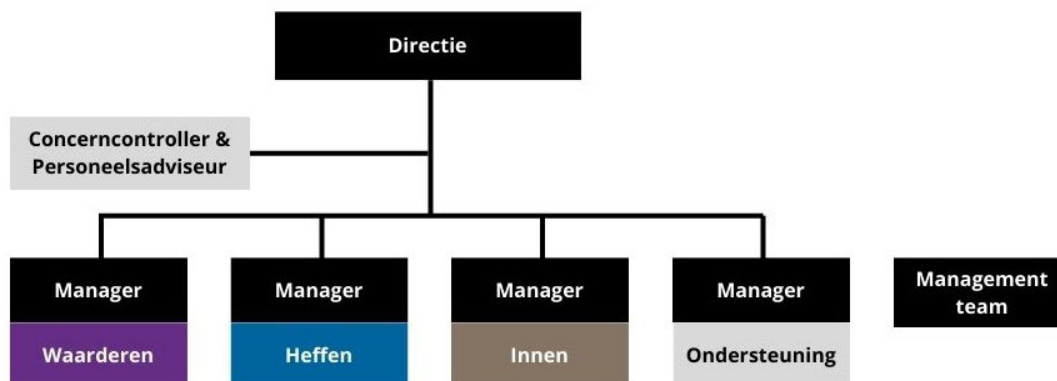 Directie
Concerncontroller &
Personeelsadviseur
Manager
Manager
Manager
Manager
Management
team
Waarderen
Heffen
Innen
Ondersteuning